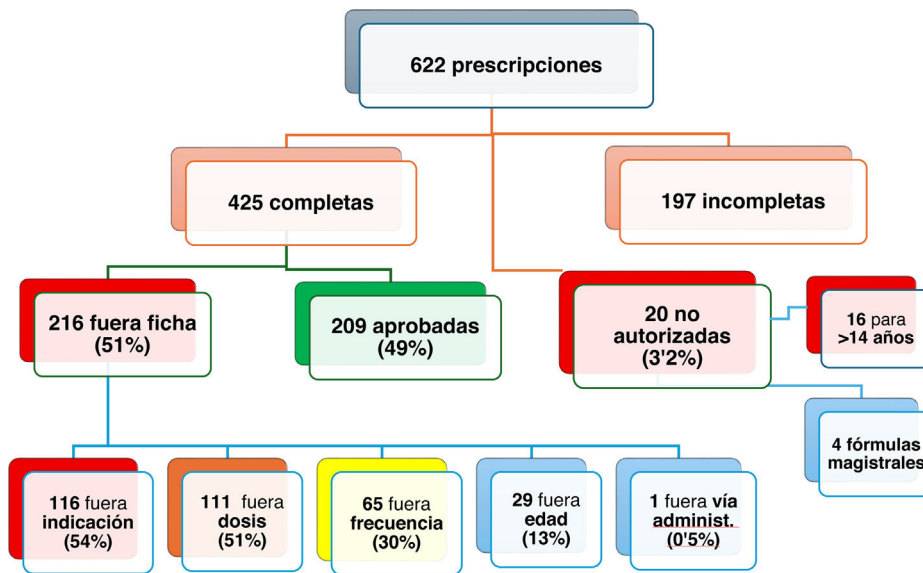 622 prescripciones
425 completas
197 incompletas
216 fuera ficha
(51%)
209 aprobadas
(49%)
20 no
autorizadas
(3'2%)
16 para
>14 años
4 fórmulas
magistrales
116 fuera
indicación
(54%)
111 fuera
dosis
(51%)
65 fuera
frecuencia
(30%)
29 fuera
edad
(13%)
1 fuera vía
administ.
(0'5%)